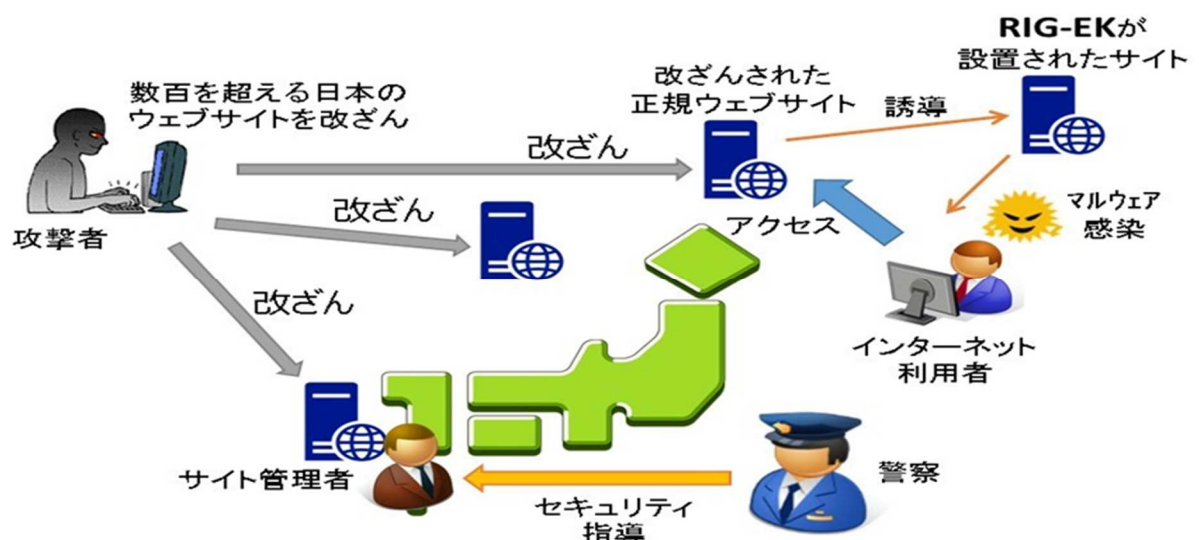 RIG-EKが
設置されたサイト
数百を超える日本の
ウェブサイトを改ざん
改ざんされた
正規ウェブサイト
誘導
改ざん
攻撃者
改ざん
アクセス
マルウェア
感染
改ざん
インターネット
利用者
サイト管理者
警察
セキュリティ
指導